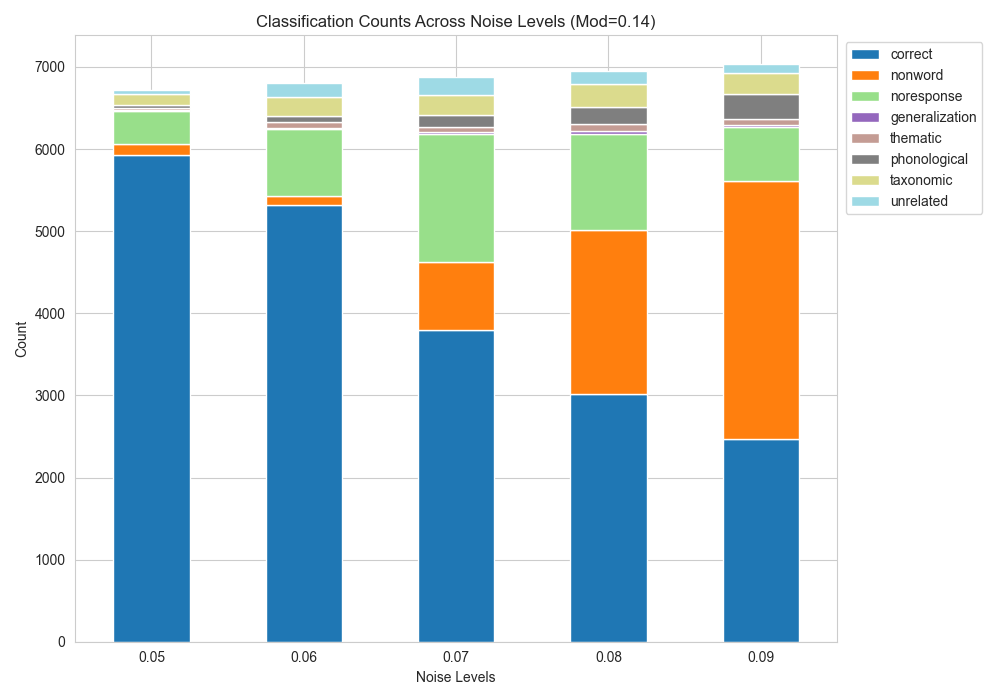 Classification Counts Across Noise Levels (Mod=0.14)
7000
6000
5000
4000
3000
2000
1000
0
Count
0.05 0.06 0.07 0.08 0.09
Noise Levels
correct
nonword
noresponse
generalization
thematic
phonological
taxonomic
unrelated